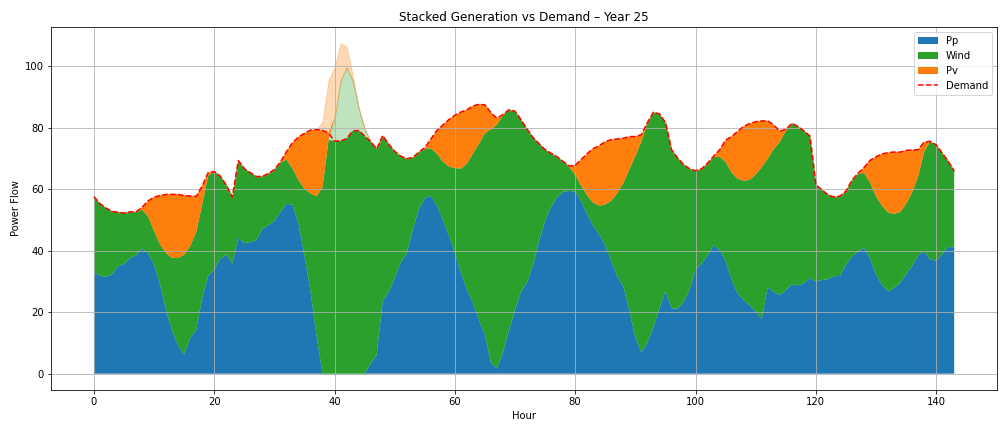 Stacked Generation vs Demand – Year 25
Power Flow
100
80
60
40
20
0
0 20 40 60 80 100 120 140
Hour
Pp
Wind
Pv
Demand